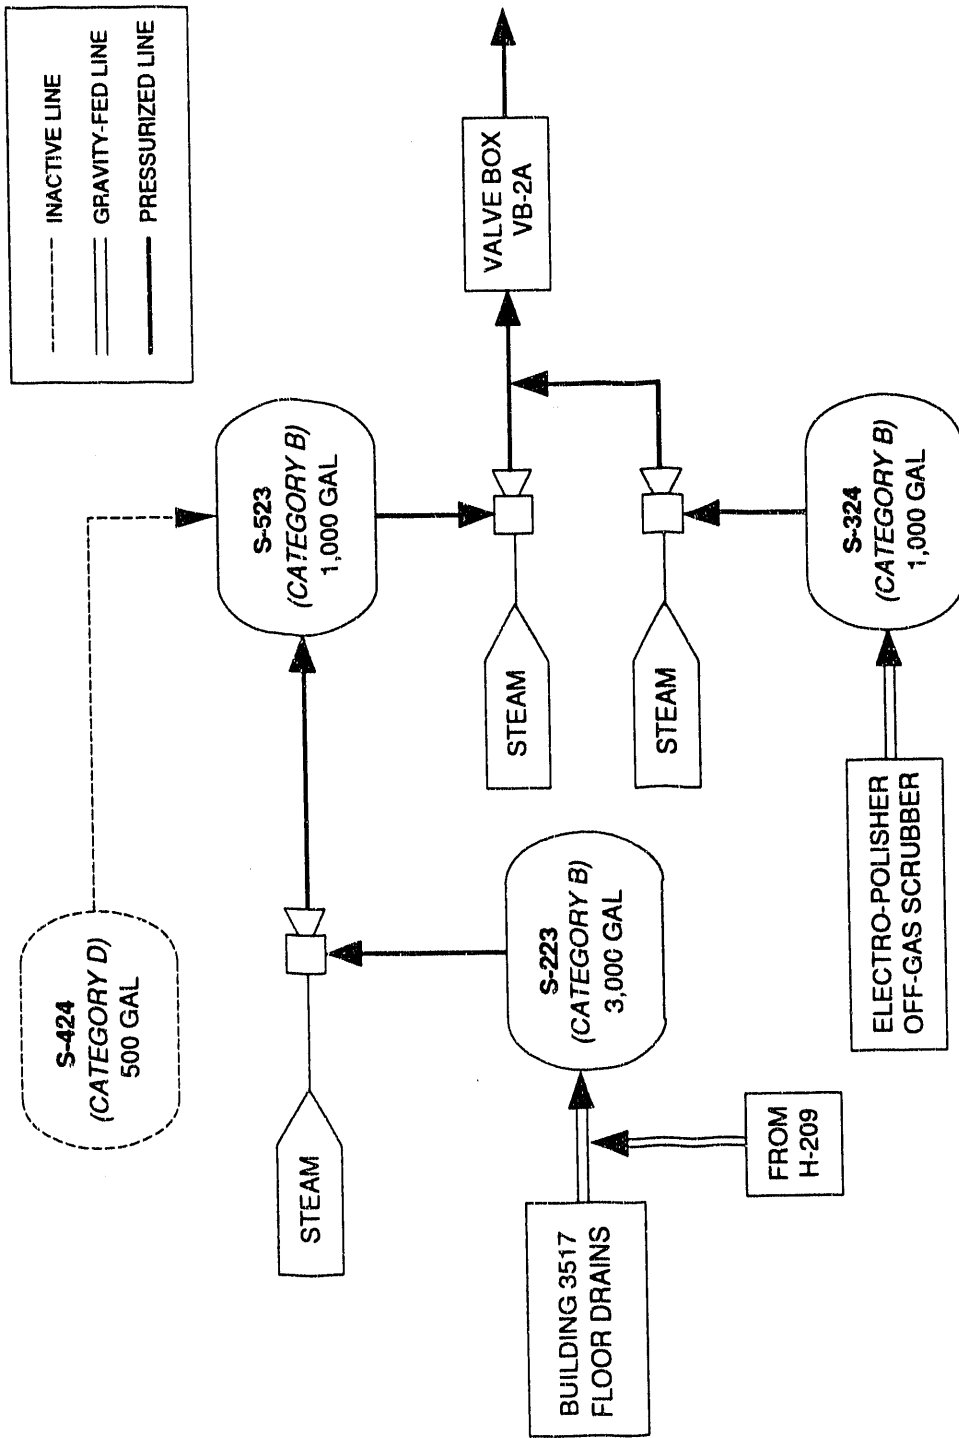 INACTIVE LINE
GRAVITY-FED LINE
PRESSURIZED LINE
S-424
(CATEGORY D)
500 GAL
S-523
(CATEGORY B)
1,000 GAL
STEAM
VALVE BOX
VB-2A
STEAM
S-223
(CATEGORY B)
3,000 GAL
STEAM
BUILDING 3517
FLOOR DRAINS
FROM
H-209
S-324
(CATEGORY B)
1,000 GAL
ELECTRO-POLISHER
OFF-GAS SCRUBBER